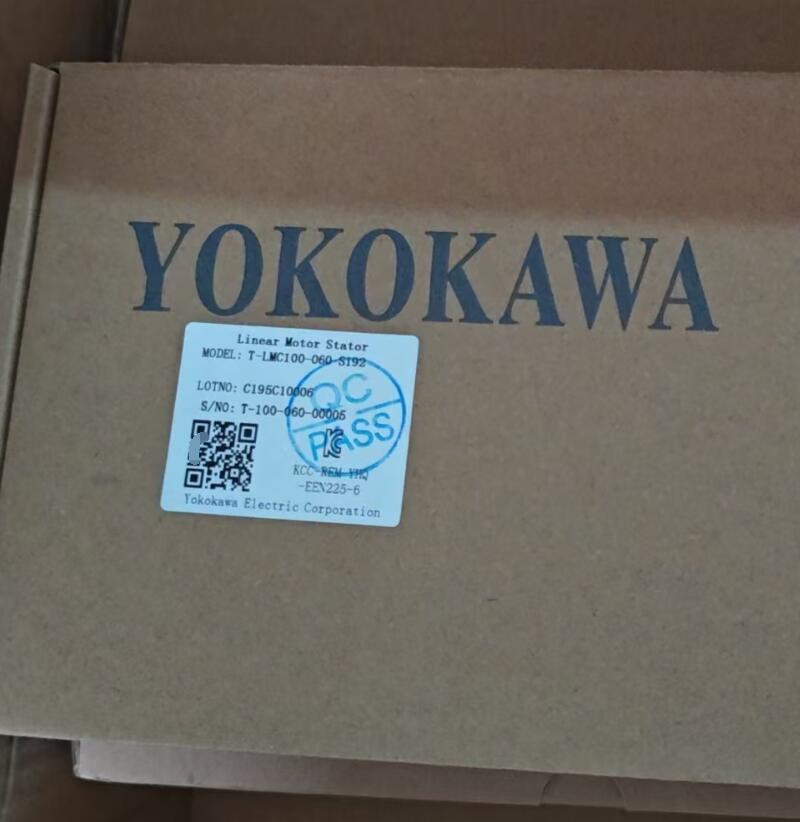 YOKOKAWA
Linear Motor Stator
MODEL: T-LMC100-060-S192
LOTNO: C195C10006
S/NO: T-100-060-00005
QC
PASS
KCC-REM-YHQ
-EEN225-6
Yokokawa Electric Corporation